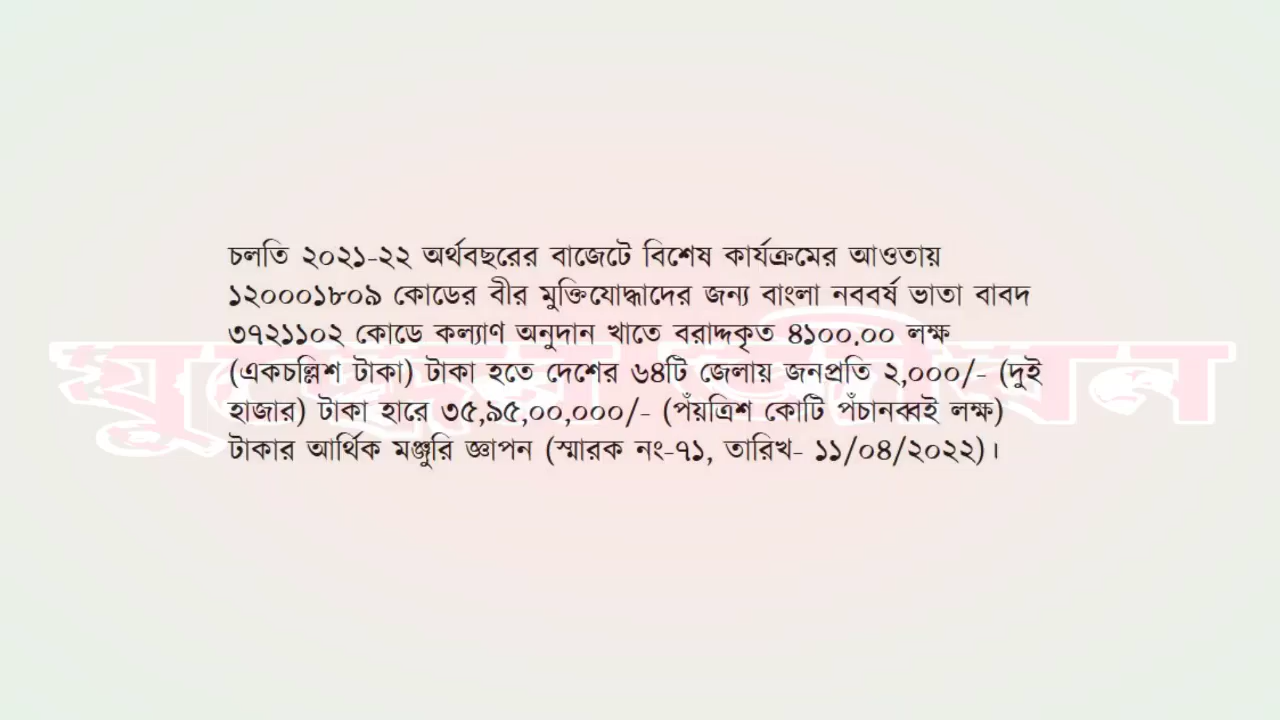 চলতি ২০২১-২২ অর্থবছরের বাজেটে বিশেষ কার্যক্রমের আওতায়
১২০০০১৮০৯ কোডের বীর মুক্তিযোদ্ধাদের জন্য বাংলা নববর্ষ ভাতা বাবদ
৩৭২১১০২ কোডে কল্যাণ অনুদান খাতে বরাদ্দকৃত ৪১০০.০০ লক্ষ
(একচল্লিশ টাকা) টাকা হতে দেশের ৬৪টি জেলায় জনপ্রতি ২,০০০/- (দুই
হাজার) টাকা হারে ৩৫,৯৫,০০,০০০/- (পঁয়ত্রিশ কোটি পঁচানব্বই লক্ষ)
টাকার আর্থিক মঞ্জুরি জ্ঞাপন (স্মারক নং-৭১, তারিখ- ১১/০৪/২০২২)।